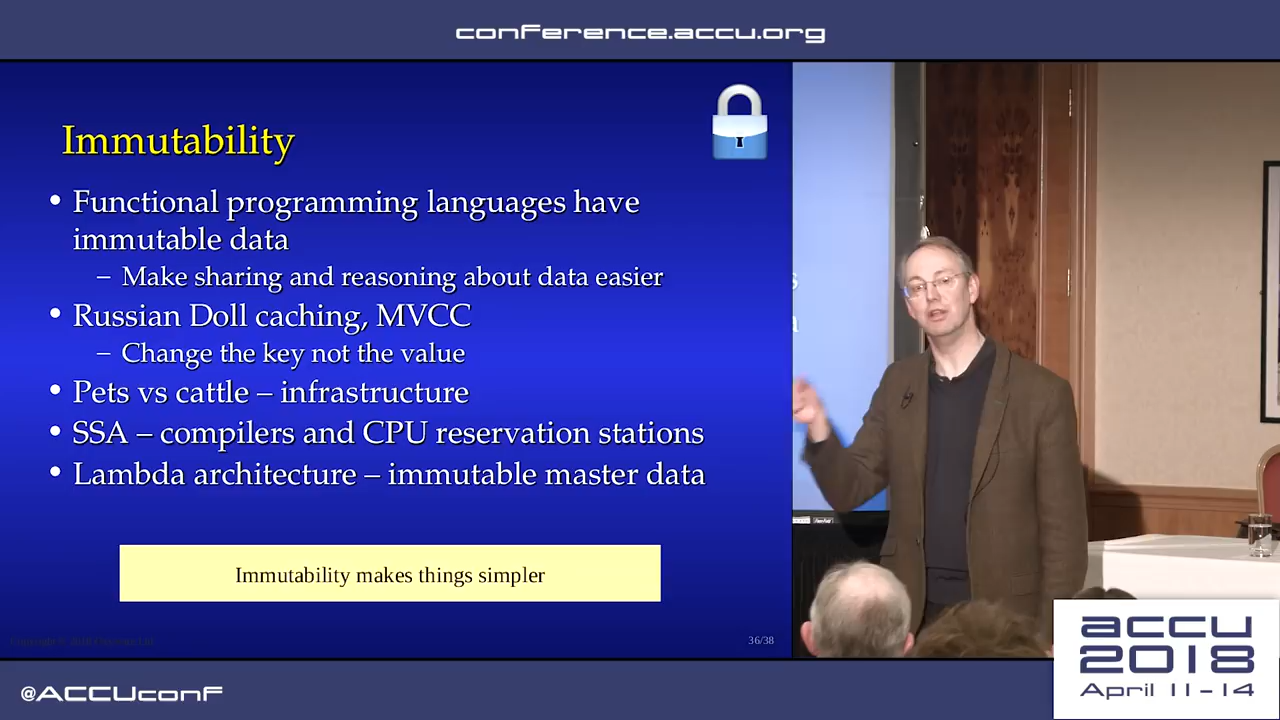 conference.accu.org
Immutability
• Functional programming languages have
immutable data
– Make sharing and reasoning about data easier
• Russian Doll caching, MVCC
– Change the key not the value
• Pets vs cattle – infrastructure
• SSA – compilers and CPU reservation stations
• Lambda architecture – immutable master data
Immutability makes things simpler
36/38
accu
2018
April 11-14
@ACCUconf